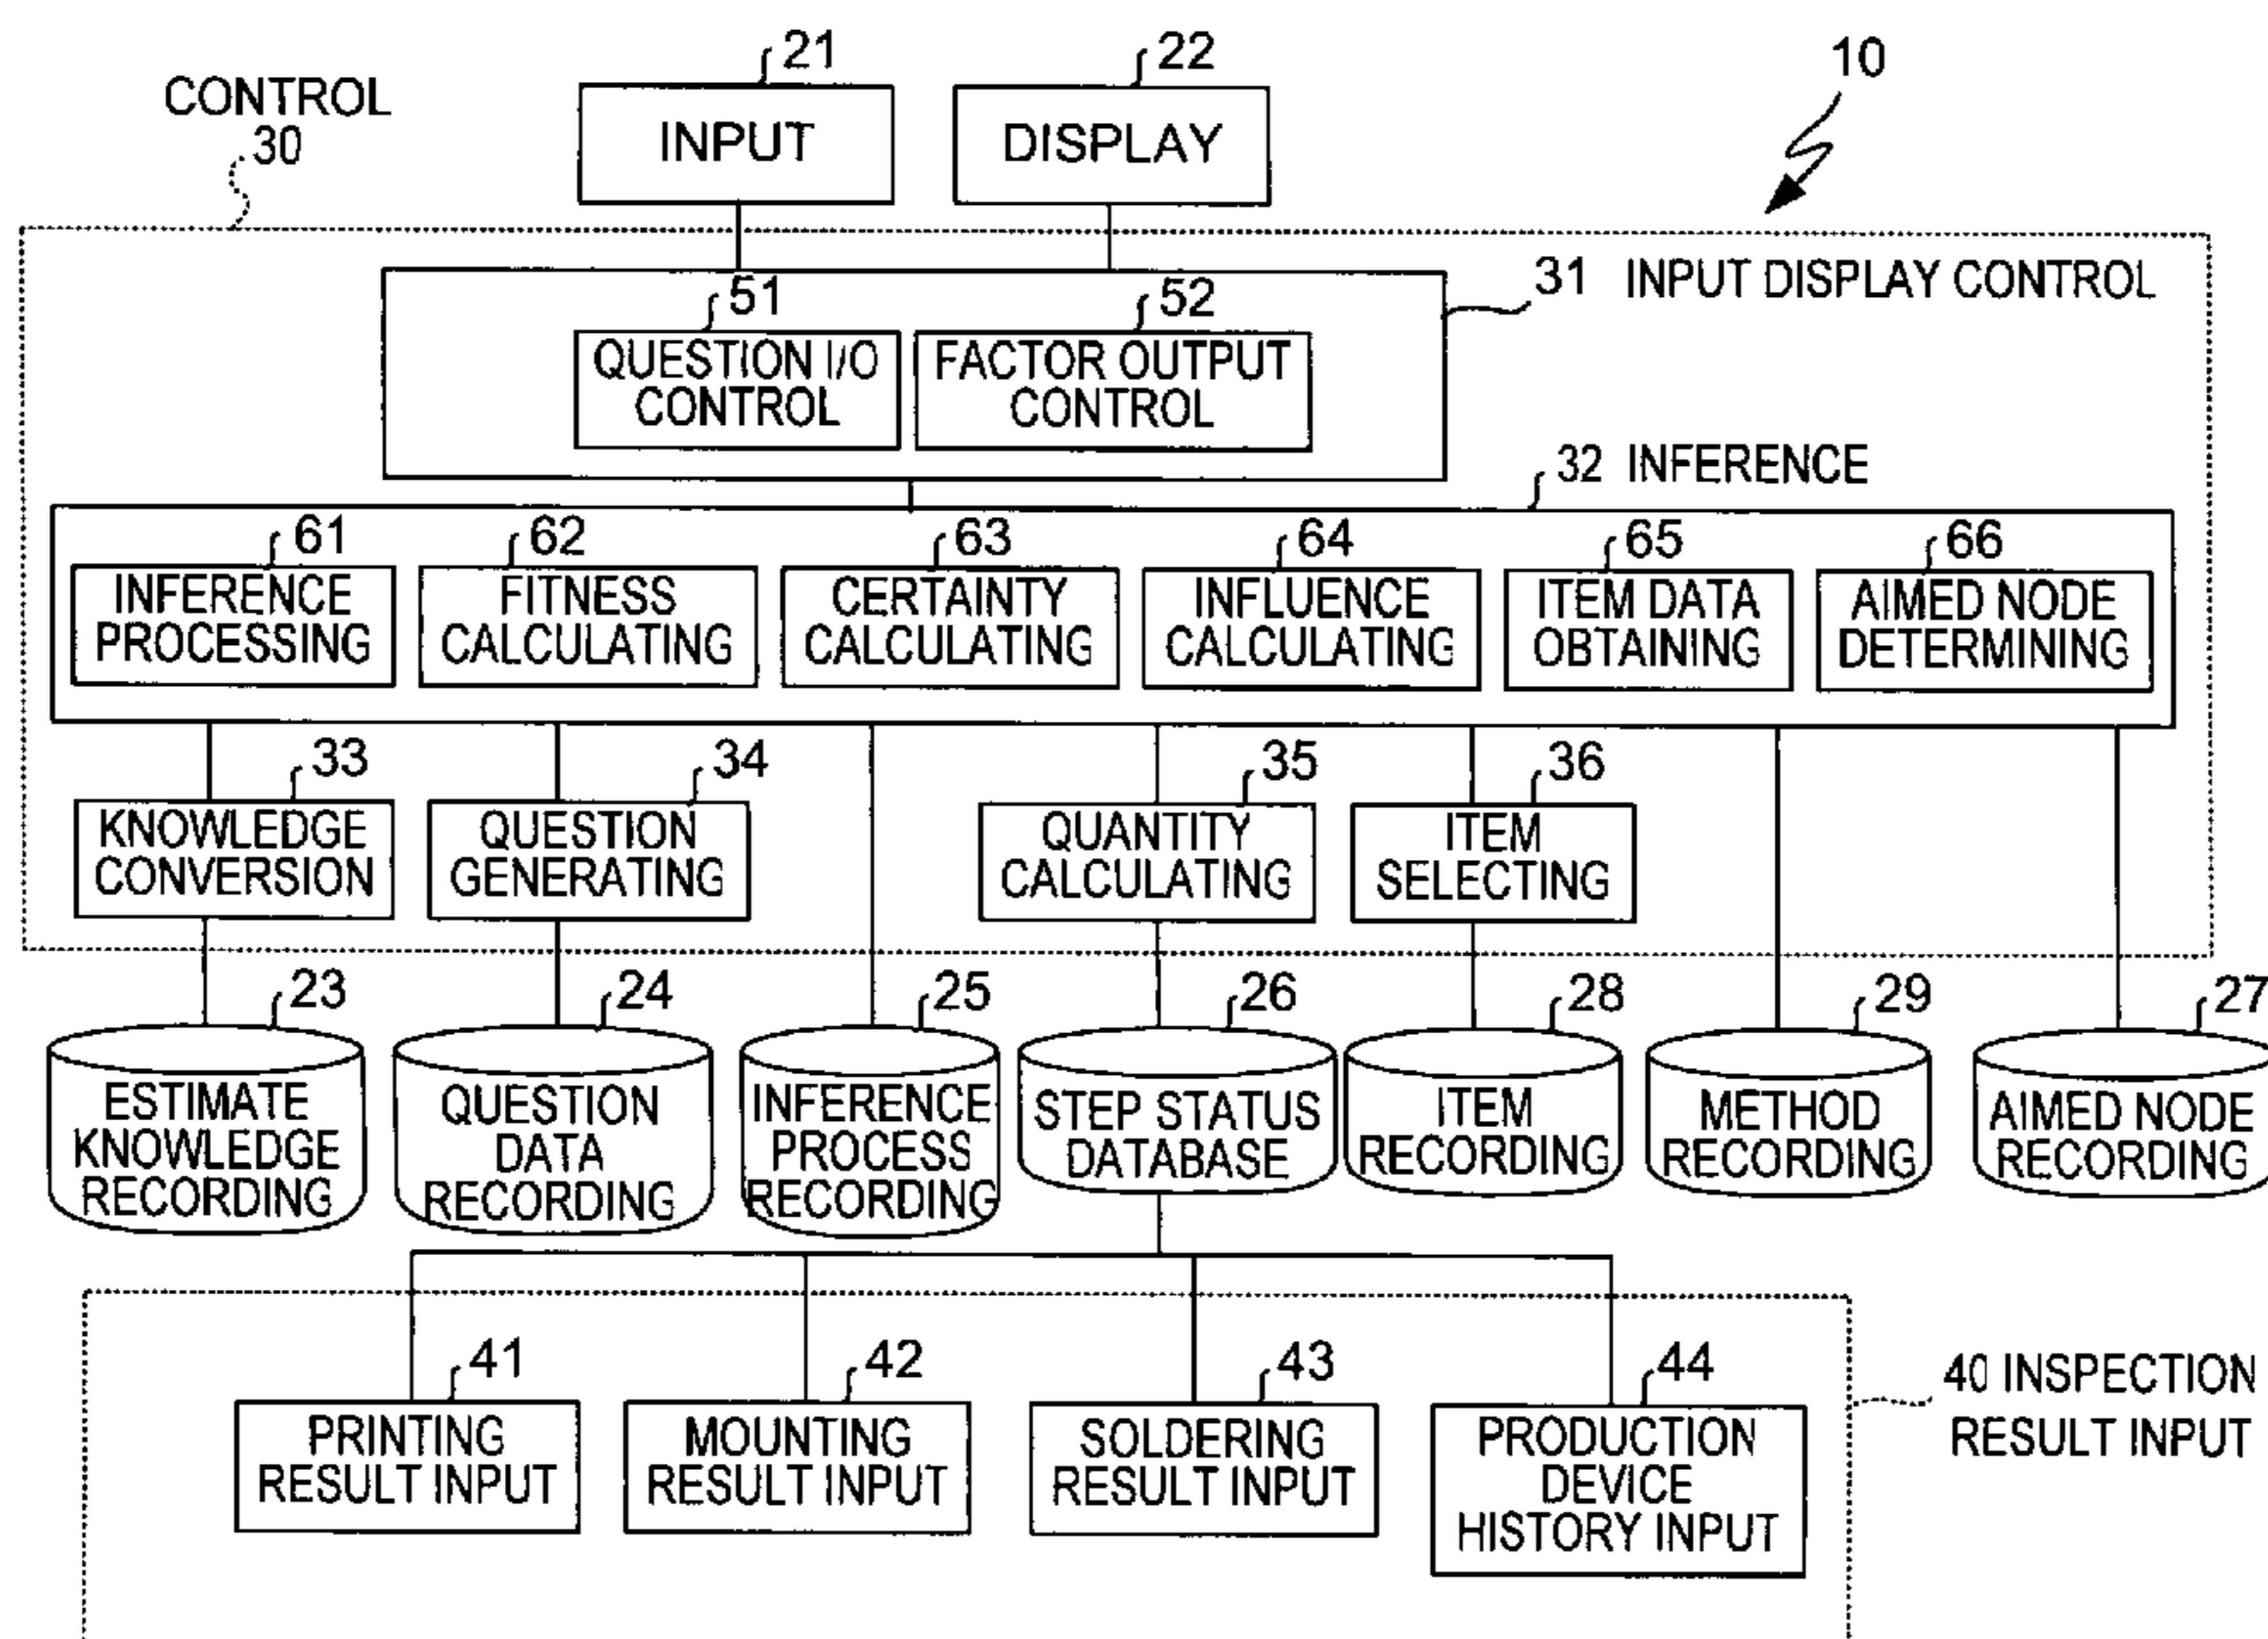 21
22
10
CONTROL
30
INPUT
DISPLAY
31 INPUT DISPLAY CONTROL
51
52
QUESTION I/O
CONTROL
FACTOR OUTPUT
CONTROL
32 INFERENCE
61
62
63
64
65
66
INFERENCE
PROCESSING
FITNESS
CALCULATING
CERTAINTY
CALCULATING
INFLUENCE
CALCULATING
ITEM DATA
OBTAINING
AIMED NODE
DETERMINING
33
34
35
36
KNOWLEDGE
CONVERSION
QUESTION
GENERATING
QUANTITY
CALCULATING
ITEM
SELECTING
23
24
25
26
28
29
27
ESTIMATE
KNOWLEDGE
RECORDING
QUESTION
DATA
RECORDING
INFERENCE
PROCESS
RECORDING
STEP STATUS
DATABASE
ITEM
RECORDING
METHOD
RECORDING
AIMED NODE
RECORDING
41
42
43
44
40 INSPECTION
RESULT INPUT
PRINTING
RESULT INPUT
MOUNTING
RESULT INPUT
SOLDERING
RESULT INPUT
PRODUCTION
DEVICE
HISTORY INPUT